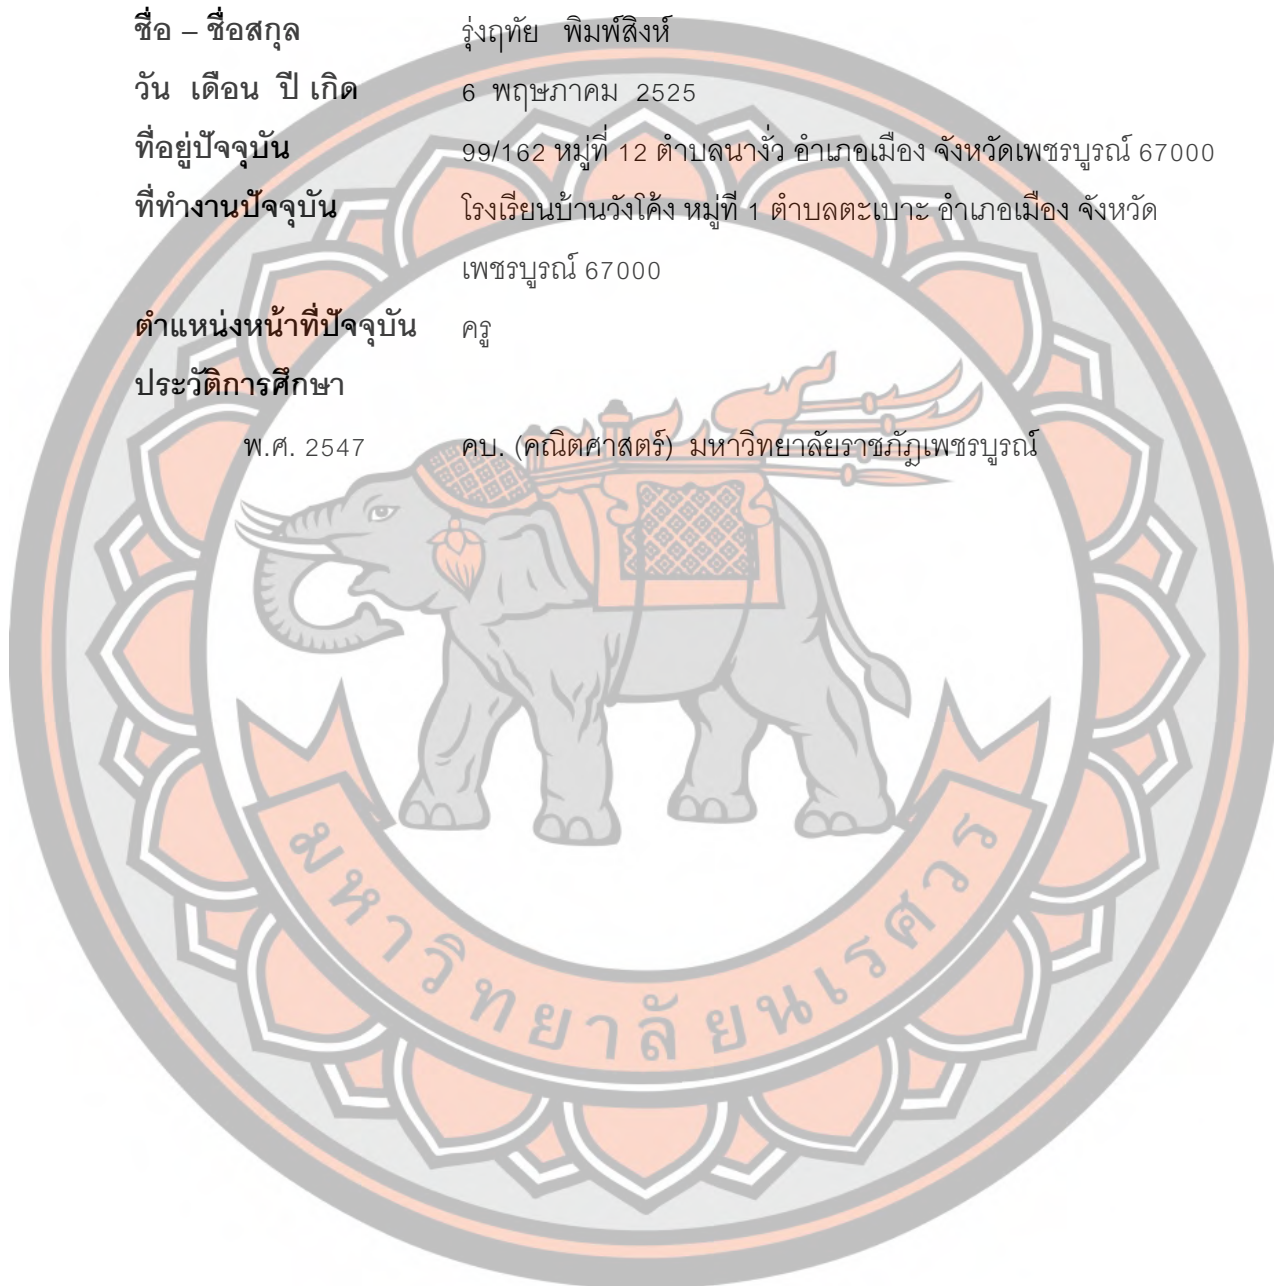 ชื่อ – ชื่อสกุล รุ่งฤทัย พิมพ์สิงห์
วัน เดือน ปี เกิด 6 พฤษภาคม 2525
ที่อยู่ปัจจุบัน 99/162 หมู่ที่ 12 ตำบลนางั่ว อำเภอเมือง จังหวัดเพชรบูรณ์ 67000
ที่ทำงานปัจจุบัน โรงเรียนบ้านวังโค้ง หมู่ที 1 ตำบลตะเบาะ อำเภอเมือง จังหวัด
เพชรบูรณ์ 67000
ตำแหน่งหน้าที่ปัจจุบัน ครู
ประวัติการศึกษา
พ.ศ. 2547 คบ. (คณิตศาสตร์) มหาวิทยาลัยราชภัฏเพชรบูรณ์
มหาวิทยาลัยนเรศวร